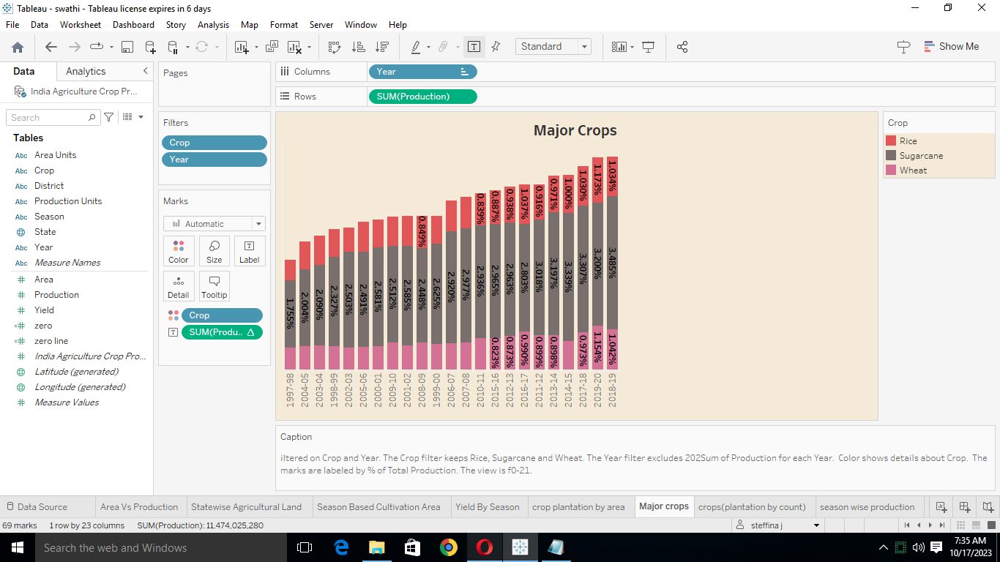 Tableau - swathi - Tableau license expires in 6 days
File Data Worksheet Dashboard Story Analysis Map Format Server Window Help
Standard
Show Me
Data Analytics
India Agriculture Crop Pr...
Search
Tables
Abc Area Units
Abc Crop
Abc District
Abc Production Units
Abc Season
State
Abc Year
Abc Measure Names
Area
Production
Yield
zero
zero line
India Agriculture Crop Pro...
Latitude (generated)
Longitude (generated)
Measure Values
Pages
Filters
Crop
Year
Marks
Automatic
Color Size Label
Detail Tooltip
Crop
SUM(Produ.. Δ
Columns Year
Rows SUM(Production)
Major Crops
0.849% 0.839% 0.887% 0.938% 1.037% 0.916% 0.971% 1.000% 1.030% 1.173% 1.034%
1.755% 2.004% 2.090% 2.327% 2.503% 2.491% 2.581% 2.512% 2.585% 2.448% 2.625% 2.920% 2.977% 2.936% 2.965% 2.963% 2.803% 3.018% 3.197% 3.339% 3.307% 3.200% 3.485%
0.823% 0.873% 0.990% 0.899% 0.898% 0.973% 1.154% 1.042%
1997-98 2004-05 2003-04 1998-99 2002-03 2005-06 2000-01 2009-10 2001-02 2008-09 1999-00 2006-07 2007-08 2010-11 2015-16 2012-13 2016-17 2011-12 2013-14 2014-15 2017-18 2019-20 2018-19
Crop
Rice
Sugarcane
Wheat
Caption
iltered on Crop and Year. The Crop filter keeps Rice, Sugarcane and Wheat. The Year filter excludes 202Sum of Production for each Year. Color shows details about Crop. The
marks are labeled by % of Total Production. The view is f0-21.
Data Source Area Vs Production Statewise Agricultural Land Season Based Cultivation Area Yield By Season crop plantation by area Major crops crops(plantation by count) season wise production
69 marks 1 row by 23 columns SUM(Production): 11,474,025,280
steffina j
Search the web and Windows
7:35 AM
10/17/2023